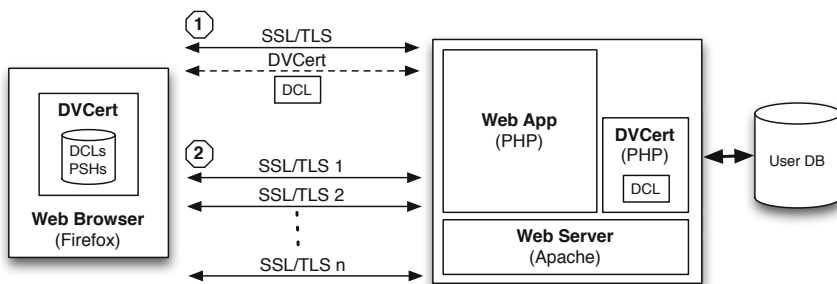 1
SSL/TLS
DVCert
DCL
DVCert
DCLs
PSHs
Web Browser
(Firefox)
2
SSL/TLS 1
SSL/TLS 2
SSL/TLS n
Web App
(PHP)
DVCert
(PHP)
DCL
Web Server
(Apache)
User DB